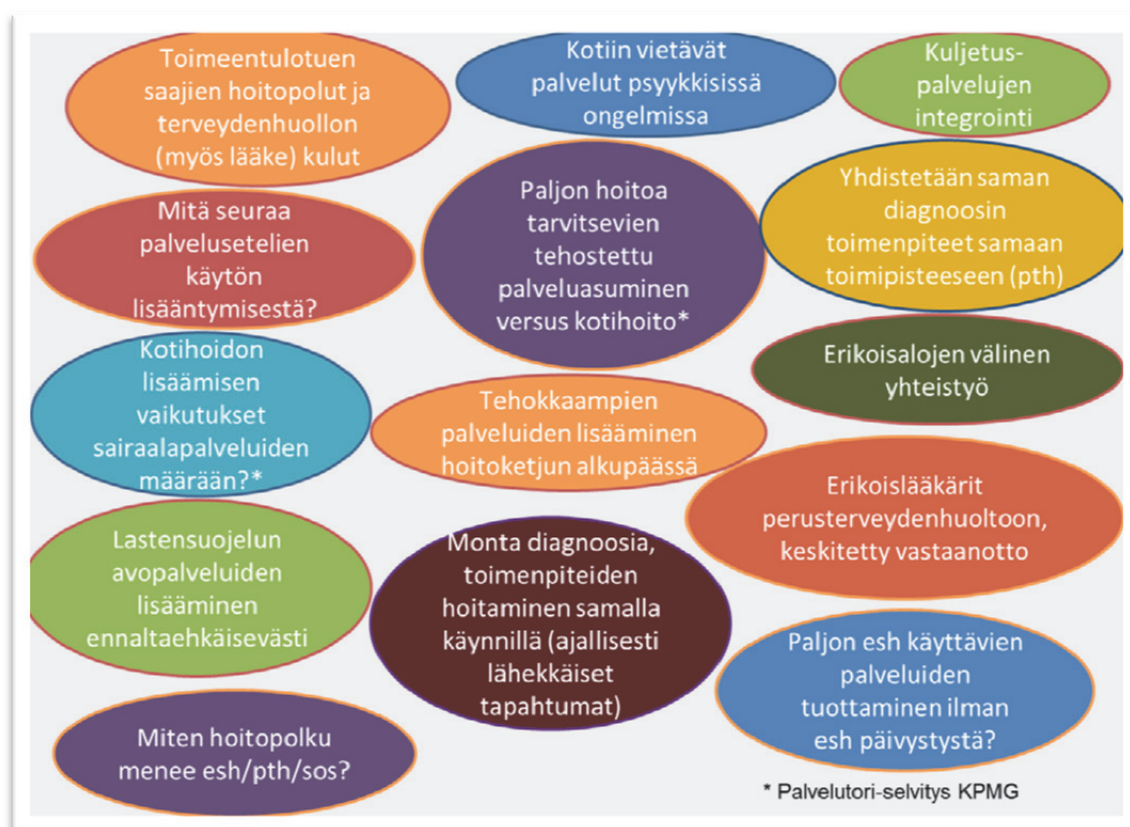 Toimeentulotuen
saajien hoitopolut ja
terveydenhuollon
(myös lääke) kulut
Kotiin vietävät
palvelut psyykkisissä
ongelmissa
Kuljetus-
palvelujen
integrointi
Mitä seuraa
palvelusetelien
käytön
lisääntymisestä?
Paljon hoitoa
tarvitsevien
tehostettu
palveluasuminen
versus kotihoito*
Yhdistetään saman
diagnoosin
toimenpiteet samaan
toimipisteeseen (pth)
Kotihoidon
lisäämisen
vaikutukset
sairaalapalveluiden
määrään?*
Tehokkaampien
palveluiden lisääminen
hoitoketjun alkupäässä
Erikoisalojen välinen
yhteistyö
Erikoislääkärit
perusterveydenhuoltoon,
keskitetty vastaanotto
Lastensuojelun
avopalveluiden
lisääminen
ennaltaehkäisevästi
Monta diagnoosia,
toimenpiteiden
hoitaminen samalla
käynnillä (ajallisesti
lähekkäiset
tapahtumat)
Paljon esh käyttävien
palveluiden
tuottaminen ilman
esh päivystystä?
Miten hoitopolku
menee esh/pth/sos?
* Palvelutori-selvitys KPMG